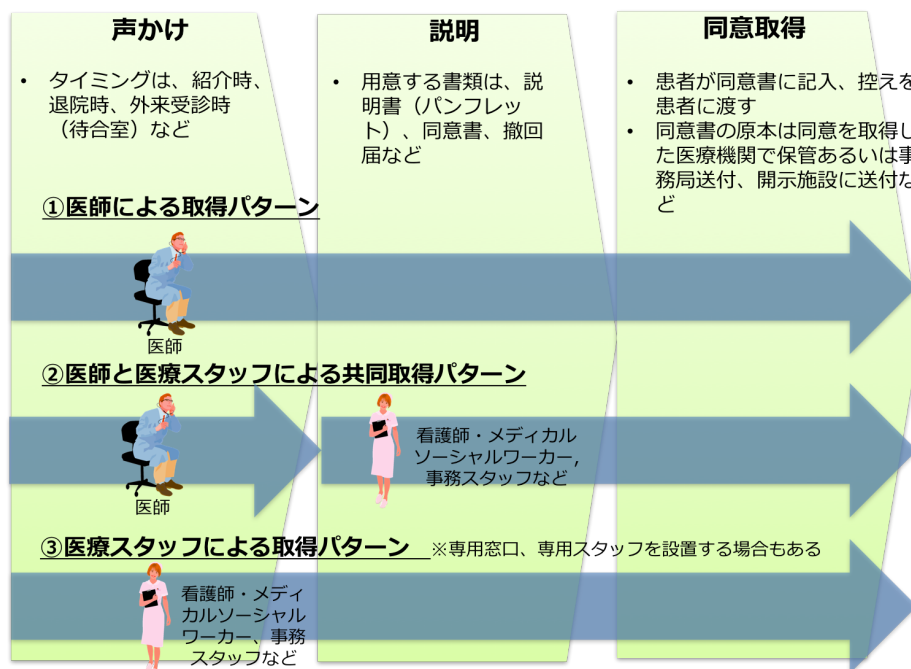 声かけ
• タイミングは、紹介時、
退院時、外来受診時
（待合室）など
説明
• 用意する書類は、説
明書（パンフレッ
ト）、同意書、撤回
届など
同意取得
• 患者が同意書に記入、控えを
患者に渡す
• 同意書の原本は同意を取得し
た医療機関で保管あるいは事
務局送付、開示施設に送付な
ど
①医師による取得パターン
医師
②医師と医療スタッフによる共同取得パターン
医師
看護師・メディカル
ソーシャルワーカー,
事務スタッフなど
③医療スタッフによる取得パターン ※専用窓口、専用スタッフを設置する場合もある
看護師・メディ
カルソーシャル
ワーカー、事務
スタッフなど